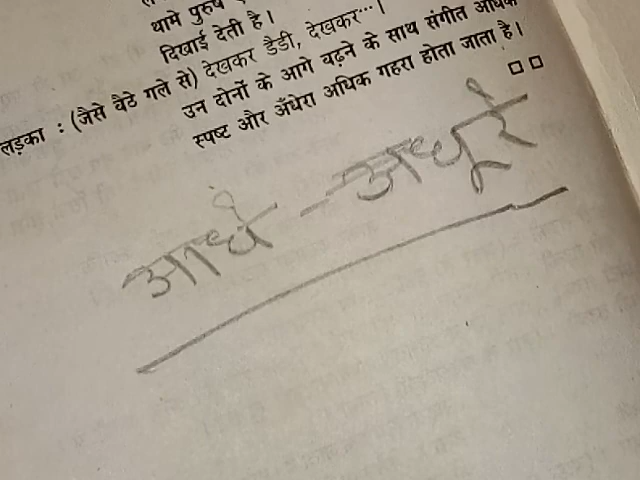 थामे पुरुष
दिखाई देती है।
लड़का : (जैसे बैठे गले से) देखकर डैडी, देखकर...।
उन दोनों के आगे बढ़ने के साथ संगीत अधिक
स्पष्ट और अँधेरा अधिक गहरा होता जाता है।
आधे - अधूरे